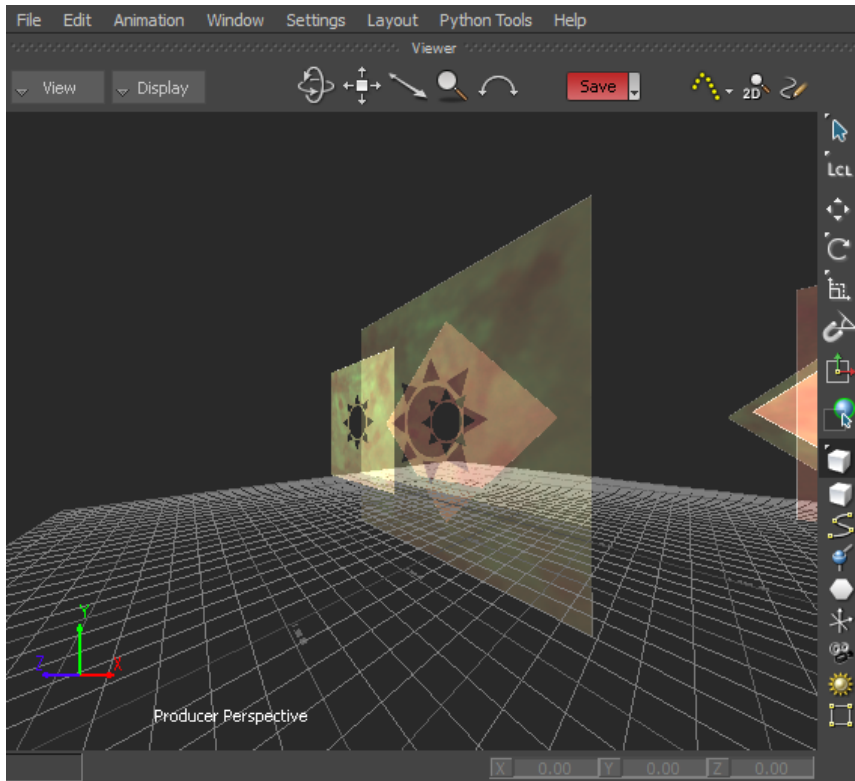 File Edit Animation Window Settings Layout Python Tools Help
Viewer
View Display Save 2D
LCL
Y
Z X
Producer Perspective
X 0.00 Y 0.00 Z 0.00